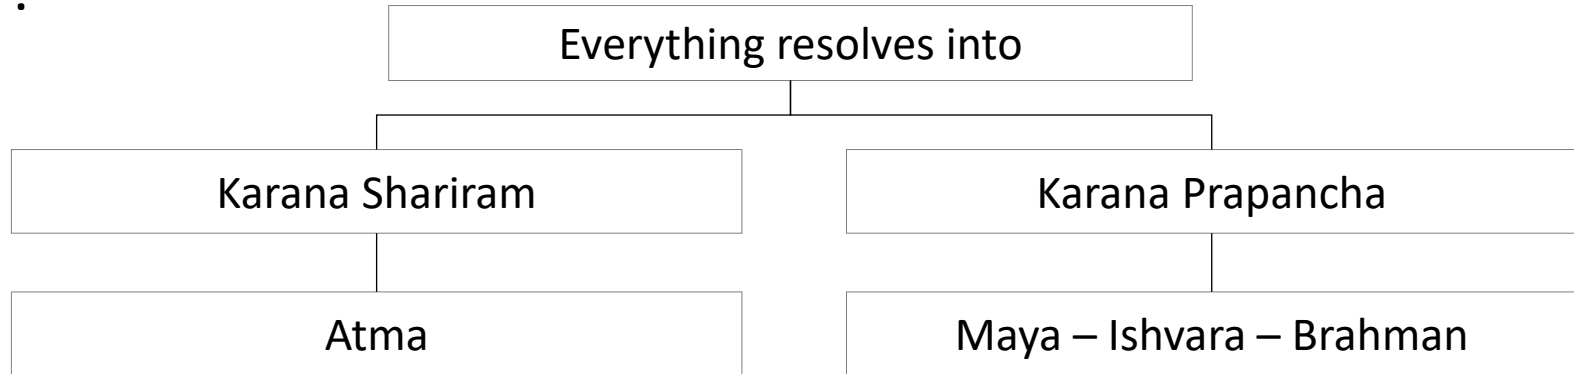 Everything resolves into
Karana Shariram
Karana Prapancha
Atma
Maya – Ishvara – Brahman